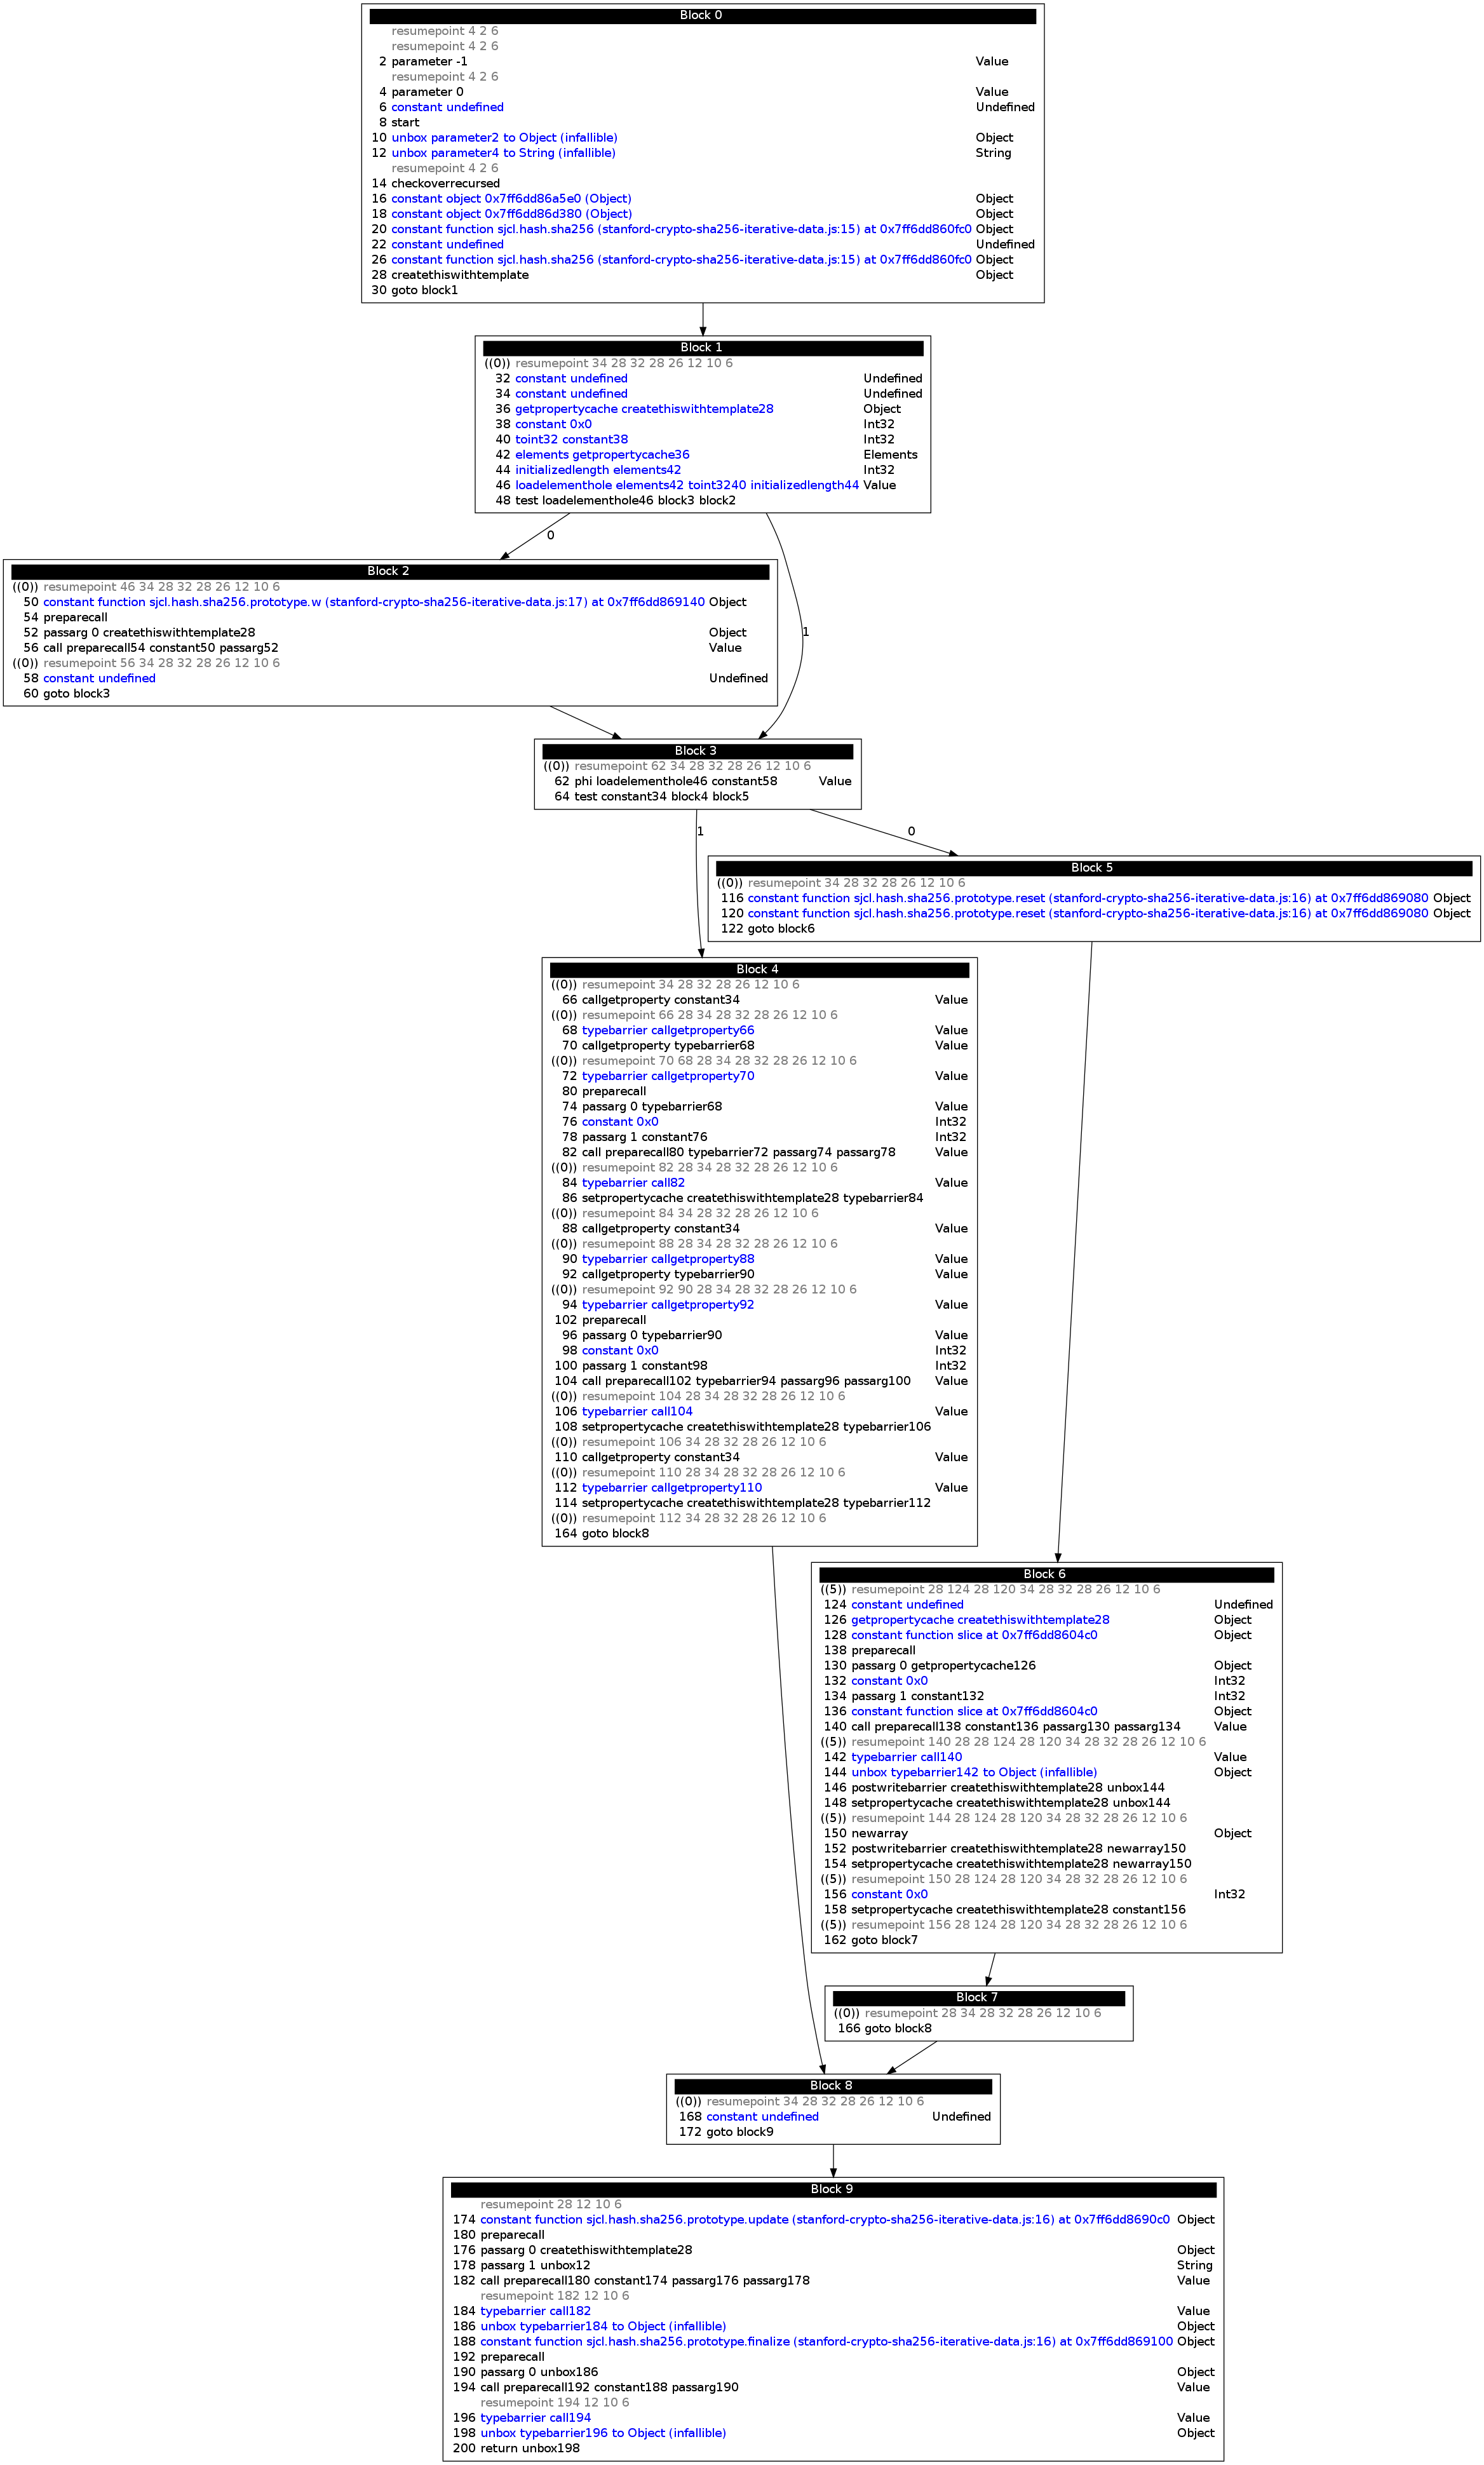 Block 0
resumepoint 4 2 6
resumepoint 4 2 6
2 parameter -1 Value
resumepoint 4 2 6
4 parameter 0 Value
6 constant undefined Undefined
8 start
10 unbox parameter2 to Object (infallible) Object
12 unbox parameter4 to String (infallible) String
resumepoint 4 2 6
14 checkoverrecursed
16 constant object 0x7ff6dd86a5e0 (Object) Object
18 constant object 0x7ff6dd86d380 (Object) Object
20 constant function sjcl.hash.sha256 (stanford-crypto-sha256-iterative-data.js:15) at 0x7ff6dd860fc0 Object
22 constant undefined Undefined
26 constant function sjcl.hash.sha256 (stanford-crypto-sha256-iterative-data.js:15) at 0x7ff6dd860fc0 Object
28 createthiswithtemplate Object
30 goto block1
Block 1
((0)) resumepoint 34 28 32 28 26 12 10 6
32 constant undefined Undefined
34 constant undefined Undefined
36 getpropertycache createthiswithtemplate28 Object
38 constant 0x0 Int32
40 toint32 constant38 Int32
42 elements getpropertycache36 Elements
44 initializedlength elements42 Int32
46 loadelementhole elements42 toint3240 initializedlength44 Value
48 test loadelementhole46 block3 block2
0
Block 2
((0)) resumepoint 46 34 28 32 28 26 12 10 6
50 constant function sjcl.hash.sha256.prototype.w (stanford-crypto-sha256-iterative-data.js:17) at 0x7ff6dd869140 Object
54 preparecall
52 passarg 0 createthiswithtemplate28 Object
56 call preparecall54 constant50 passarg52 Value
((0)) resumepoint 56 34 28 32 28 26 12 10 6
58 constant undefined Undefined
60 goto block3
1
Block 3
((0)) resumepoint 62 34 28 32 28 26 12 10 6
62 phi loadelementhole46 constant58 Value
64 test constant34 block4 block5
1
0
Block 5
((0)) resumepoint 34 28 32 28 26 12 10 6
116 constant function sjcl.hash.sha256.prototype.reset (stanford-crypto-sha256-iterative-data.js:16) at 0x7ff6dd869080 Object
120 constant function sjcl.hash.sha256.prototype.reset (stanford-crypto-sha256-iterative-data.js:16) at 0x7ff6dd869080 Object
122 goto block6
Block 4
((0)) resumepoint 34 28 32 28 26 12 10 6
66 callgetproperty constant34 Value
((0)) resumepoint 66 28 34 28 32 28 26 12 10 6
68 typebarrier callgetproperty66 Value
70 callgetproperty typebarrier68 Value
((0)) resumepoint 70 68 28 34 28 32 28 26 12 10 6
72 typebarrier callgetproperty70 Value
80 preparecall
74 passarg 0 typebarrier68 Value
76 constant 0x0 Int32
78 passarg 1 constant76 Int32
82 call preparecall80 typebarrier72 passarg74 passarg78 Value
((0)) resumepoint 82 28 34 28 32 28 26 12 10 6
84 typebarrier call82 Value
86 setpropertycache createthiswithtemplate28 typebarrier84
((0)) resumepoint 84 34 28 32 28 26 12 10 6
88 callgetproperty constant34 Value
((0)) resumepoint 88 28 34 28 32 28 26 12 10 6
90 typebarrier callgetproperty88 Value
92 callgetproperty typebarrier90 Value
((0)) resumepoint 92 90 28 34 28 32 28 26 12 10 6
94 typebarrier callgetproperty92 Value
102 preparecall
96 passarg 0 typebarrier90 Value
98 constant 0x0 Int32
100 passarg 1 constant98 Int32
104 call preparecall102 typebarrier94 passarg96 passarg100 Value
((0)) resumepoint 104 28 34 28 32 28 26 12 10 6
106 typebarrier call104 Value
108 setpropertycache createthiswithtemplate28 typebarrier106
((0)) resumepoint 106 34 28 32 28 26 12 10 6
110 callgetproperty constant34 Value
((0)) resumepoint 110 28 34 28 32 28 26 12 10 6
112 typebarrier callgetproperty110 Value
114 setpropertycache createthiswithtemplate28 typebarrier112
((0)) resumepoint 112 34 28 32 28 26 12 10 6
164 goto block8
Block 6
((5)) resumepoint 28 124 28 120 34 28 32 28 26 12 10 6
124 constant undefined Undefined
126 getpropertycache createthiswithtemplate28 Object
128 constant function slice at 0x7ff6dd8604c0 Object
138 preparecall
130 passarg 0 getpropertycache126 Object
132 constant 0x0 Int32
134 passarg 1 constant132 Int32
136 constant function slice at 0x7ff6dd8604c0 Object
140 call preparecall138 constant136 passarg130 passarg134 Value
((5)) resumepoint 140 28 28 124 28 120 34 28 32 28 26 12 10 6
142 typebarrier call140 Value
144 unbox typebarrier142 to Object (infallible) Object
146 postwritebarrier createthiswithtemplate28 unbox144
148 setpropertycache createthiswithtemplate28 unbox144
((5)) resumepoint 144 28 124 28 120 34 28 32 28 26 12 10 6
150 newarray Object
152 postwritebarrier createthiswithtemplate28 newarray150
154 setpropertycache createthiswithtemplate28 newarray150
((5)) resumepoint 150 28 124 28 120 34 28 32 28 26 12 10 6
156 constant 0x0 Int32
158 setpropertycache createthiswithtemplate28 constant156
((5)) resumepoint 156 28 124 28 120 34 28 32 28 26 12 10 6
162 goto block7
Block 7
((0)) resumepoint 28 34 28 32 28 26 12 10 6
166 goto block8
Block 8
((0)) resumepoint 34 28 32 28 26 12 10 6
168 constant undefined Undefined
172 goto block9
Block 9
resumepoint 28 12 10 6
174 constant function sjcl.hash.sha256.prototype.update (stanford-crypto-sha256-iterative-data.js:16) at 0x7ff6dd8690c0 Object
180 preparecall
176 passarg 0 createthiswithtemplate28 Object
178 passarg 1 unbox12 String
182 call preparecall180 constant174 passarg176 passarg178 Value
resumepoint 182 12 10 6
184 typebarrier call182 Value
186 unbox typebarrier184 to Object (infallible) Object
188 constant function sjcl.hash.sha256.prototype.finalize (stanford-crypto-sha256-iterative-data.js:16) at 0x7ff6dd869100 Object
192 preparecall
190 passarg 0 unbox186 Object
194 call preparecall192 constant188 passarg190 Value
resumepoint 194 12 10 6
196 typebarrier call194 Value
198 unbox typebarrier196 to Object (infallible) Object
200 return unbox198